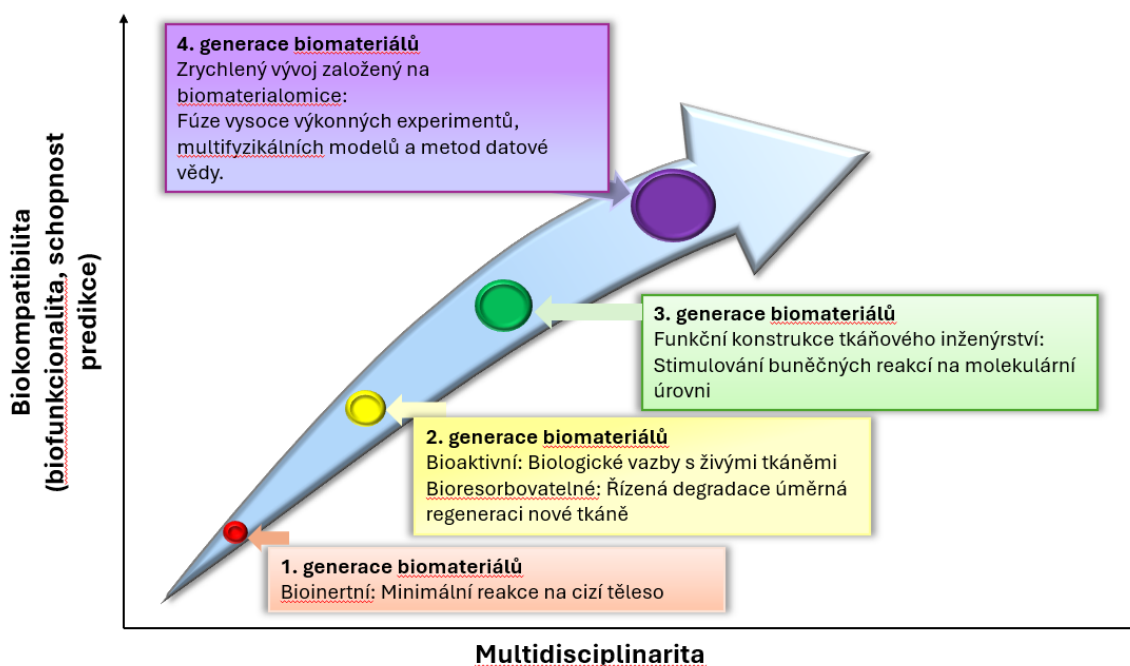 4. generace biomateriálů
Zrychlený vývoj založený na
biomaterialomice:
Fúze vysoce výkonných experimentů,
multifyzikálních modelů a metod datové
vědy.
Biokompatibilita
(biofunkcionalita, schopnost
predikce)
3. generace biomateriálů
Funkční konstrukce tkáňového inženýrství:
Stimulování buněčných reakcí na molekulární
úrovni
2. generace biomateriálů
Bioaktivní: Biologické vazby s živými tkáněmi
Bioresorbovatelné: Řízená degradace úměrná
regeneraci nové tkáně
1. generace biomateriálů
Bioinertní: Minimální reakce na cizí těleso
Multidisciplinarita